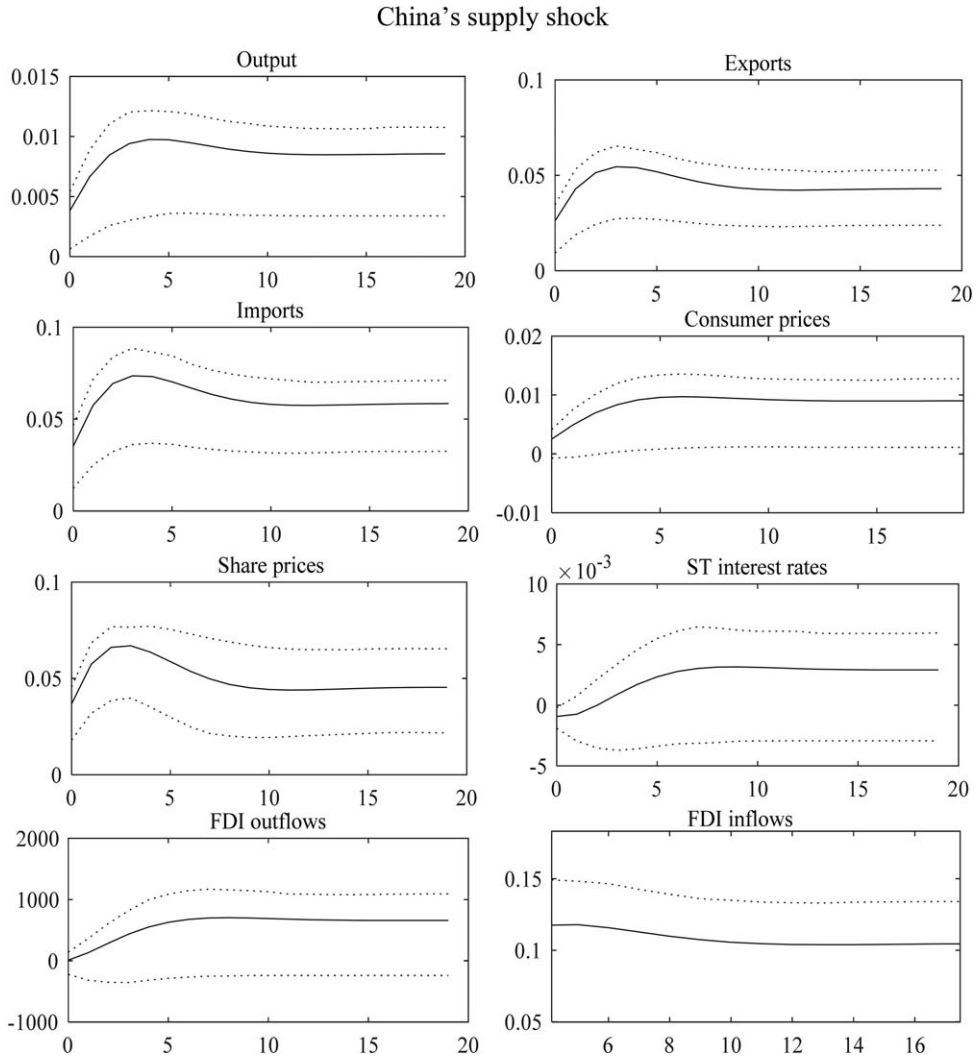 China’s supply shock
Output
0.015
0.01
0.005
0
0 5 10 15 20
Exports
0.1
0.05
0
0 5 10 15 20
Imports
0.1
0.05
0
0 5 10 15 20
Consumer prices
0.02
0.01
0
-0.01
0 5 10 15
Share prices
0.1
0.05
0
0 5 10 15 20
ST interest rates
×10-3
10
5
0
-5
0 5 10 15 20
FDI outflows
2000
1000
0
-1000
0 5 10 15 20
FDI inflows
0.15
0.1
0.05
6 8 10 12 14 16